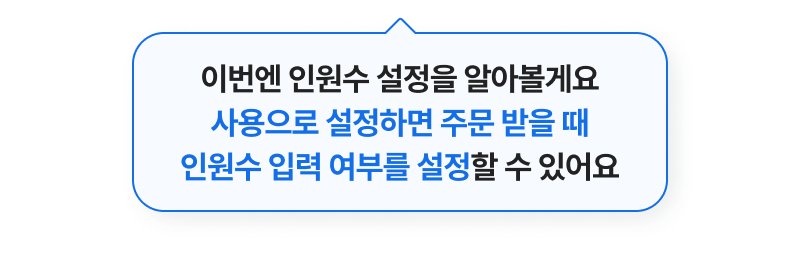 이번엔 인원수 설정을 알아볼게요
사용으로 설정하면 주문 받을 때
인원수 입력 여부를 설정할 수 있어요